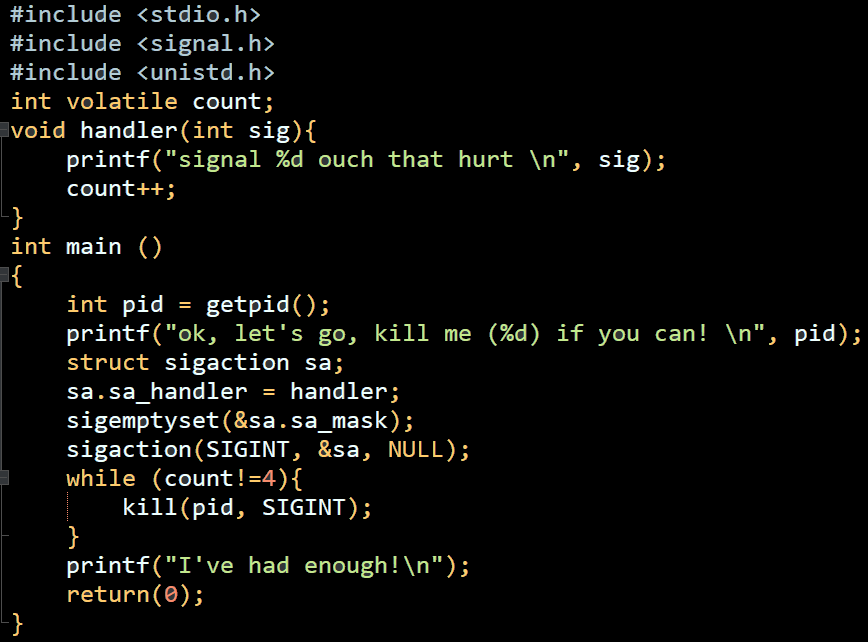 #include <stdio.h>
#include <signal.h>
#include <unistd.h>
int volatile count;
void handler(int sig){
    printf("signal %d ouch that hurt \n", sig);
    count++;
}
int main ()
{
    int pid = getpid();
    printf("ok, let's go, kill me (%d) if you can! \n", pid);
    struct sigaction sa;
    sa.sa_handler = handler;
    sigemptyset(&sa.sa_mask);
    sigaction(SIGINT, &sa, NULL);
    while (count!=4){
        kill(pid, SIGINT);
    }
    printf("I've had enough!\n");
    return(0);
}